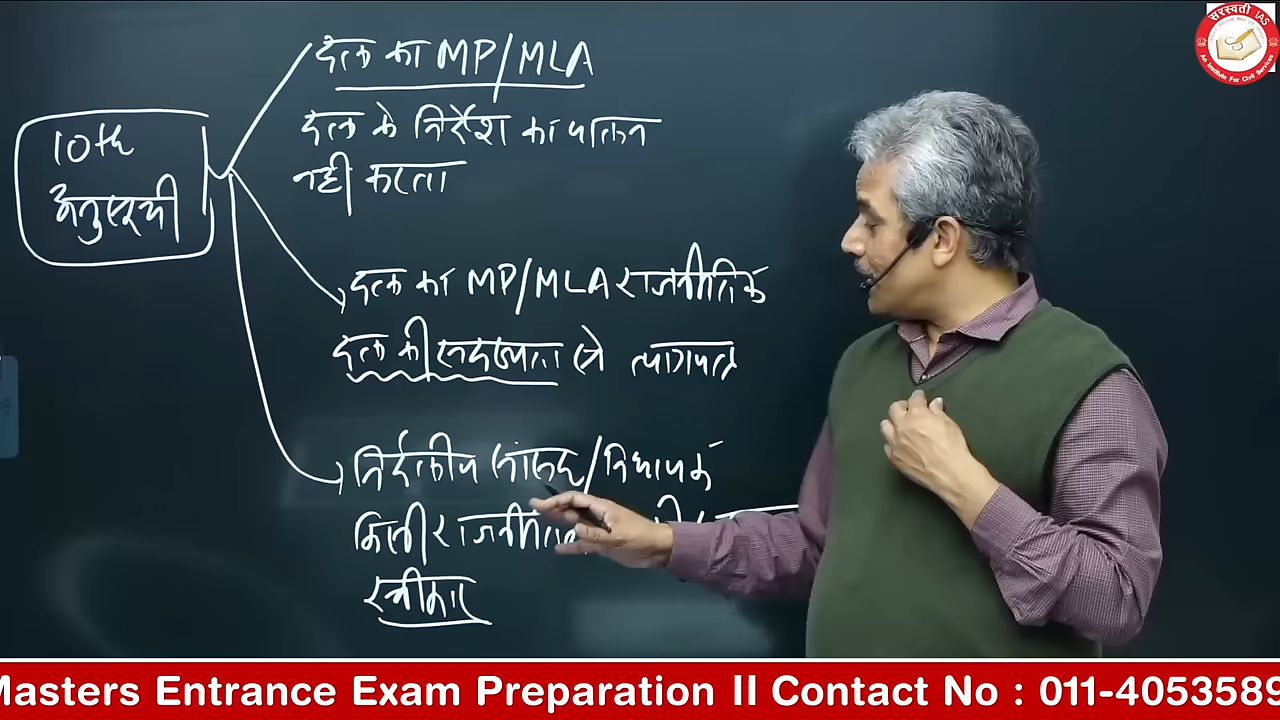 10th
अनुसूची
दल का MP/MLA
दल के निर्देश का पालन
नही करता
दल का MP/MLA राजनीतिक
दल की सदस्यता से त्यागपत्र
निर्दलीय सांसद/विधायक
किसी राजनीतिक
स्वीकार
सरस्वती IAS
An Institute For Civil Services
Masters Entrance Exam Preparation II Contact No : 011-4053589